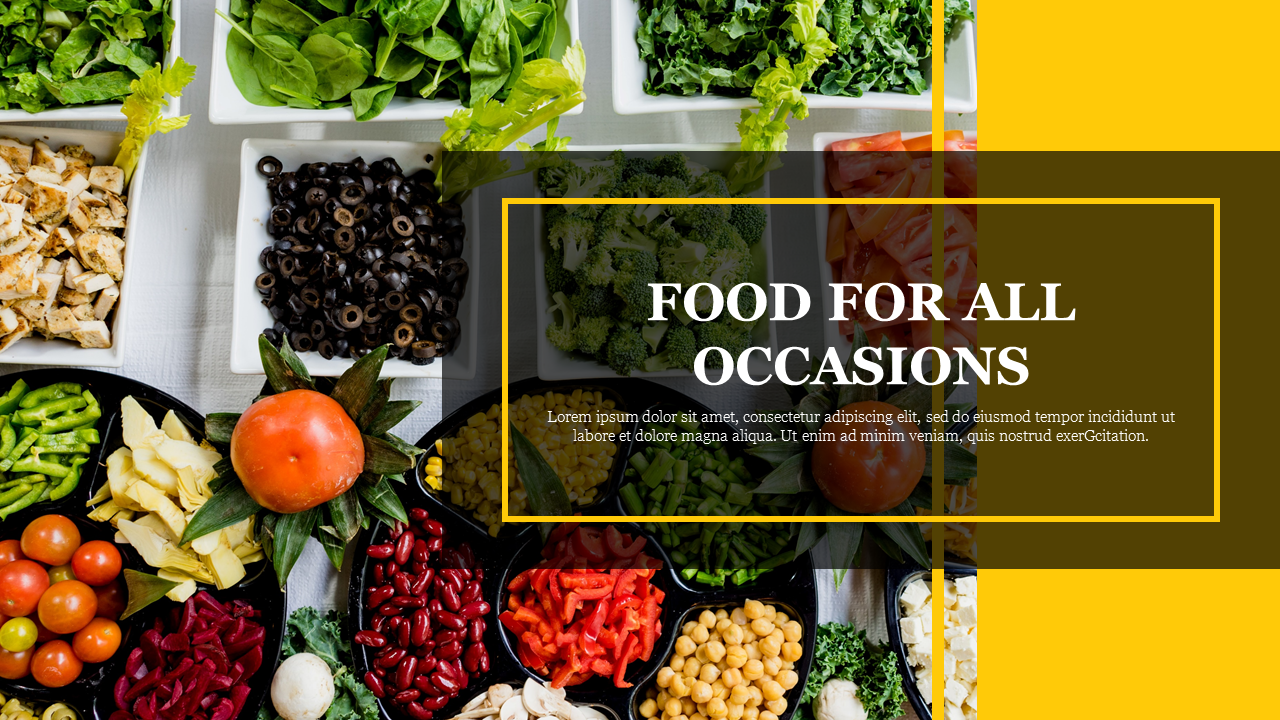 FOOD FOR ALL
OCCASIONS
Lorem ipsum dolor sit amet, consectetur adipiscing elit, sed do eiusmod tempor incididunt ut
labore et dolore magna aliqua. Ut enim ad minim veniam, quis nostrud exerGcitation.